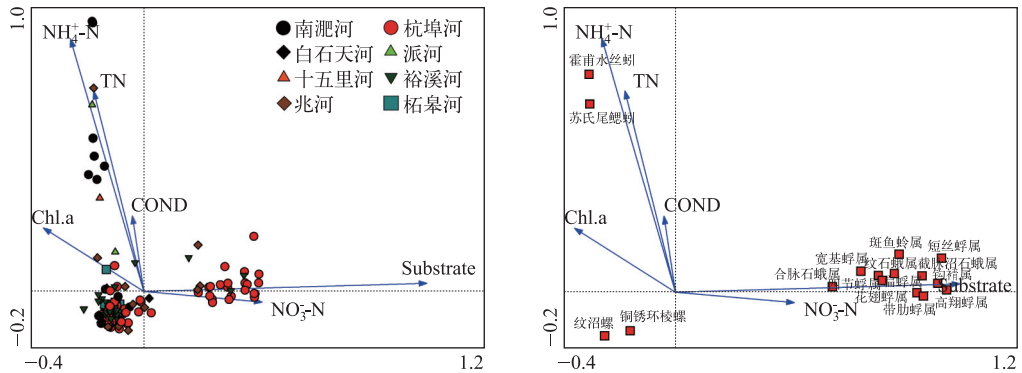 1.0
NH₄⁺-N
TN
COND
Chl.a
Substrate
NO₃⁻-N
−0.2
−0.4
1.2
南淝河
杭埠河
白石天河
派河
十五里河
裕溪河
兆河
柘皋河
1.0
NH₄⁺-N
霍甫水丝蚓
TN
苏氏尾鳃蚓
COND
Chl.a
斑鱼蛉属
短丝蜉属
宽基蜉属
纹石蛾属
截脉沼石蛾属
合脉石蛾属
Substrate
花翅蜉属
高翔蜉属
带肋蜉属
NO₃⁻-N
铜锈环棱螺
纹沼螺
−0.2
−0.4
1.2